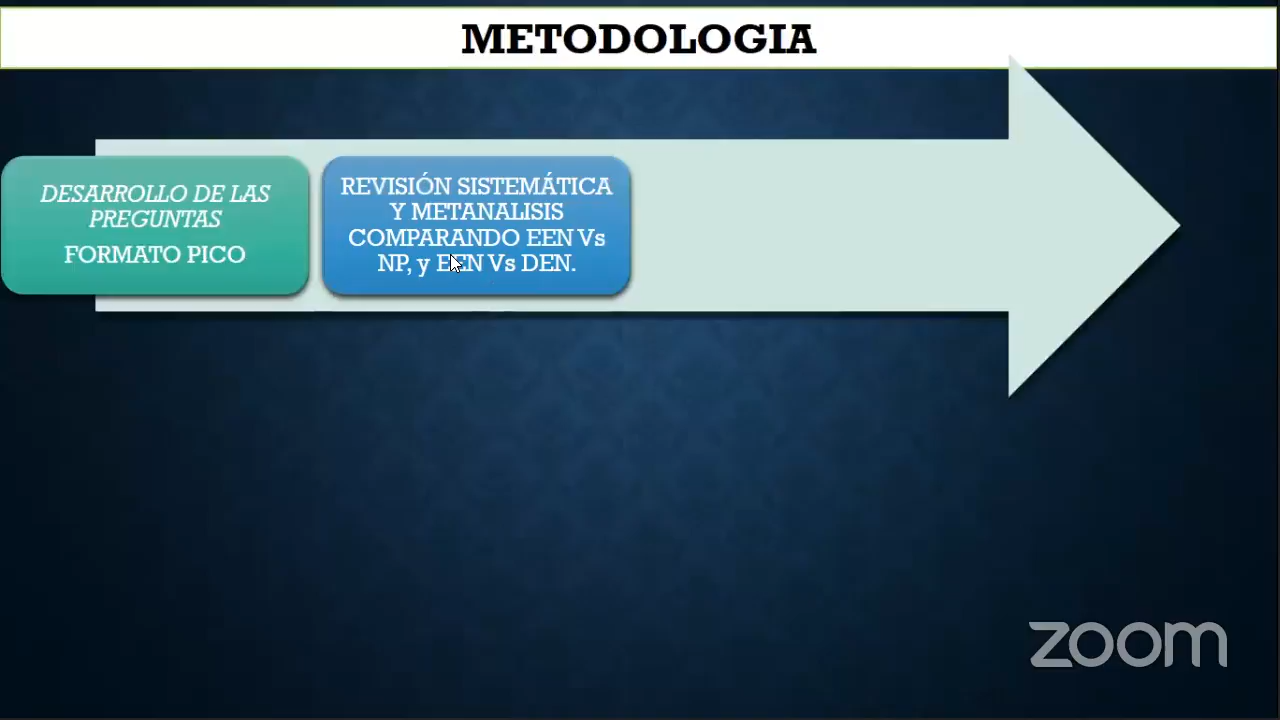 METODOLOGIA
DESARROLLO DE LAS
PREGUNTAS
FORMATO PICO
REVISIÓN SISTEMÁTICA
Y METANALISIS
COMPARANDO EEN Vs
NP, y EEN Vs DEN.
zoom